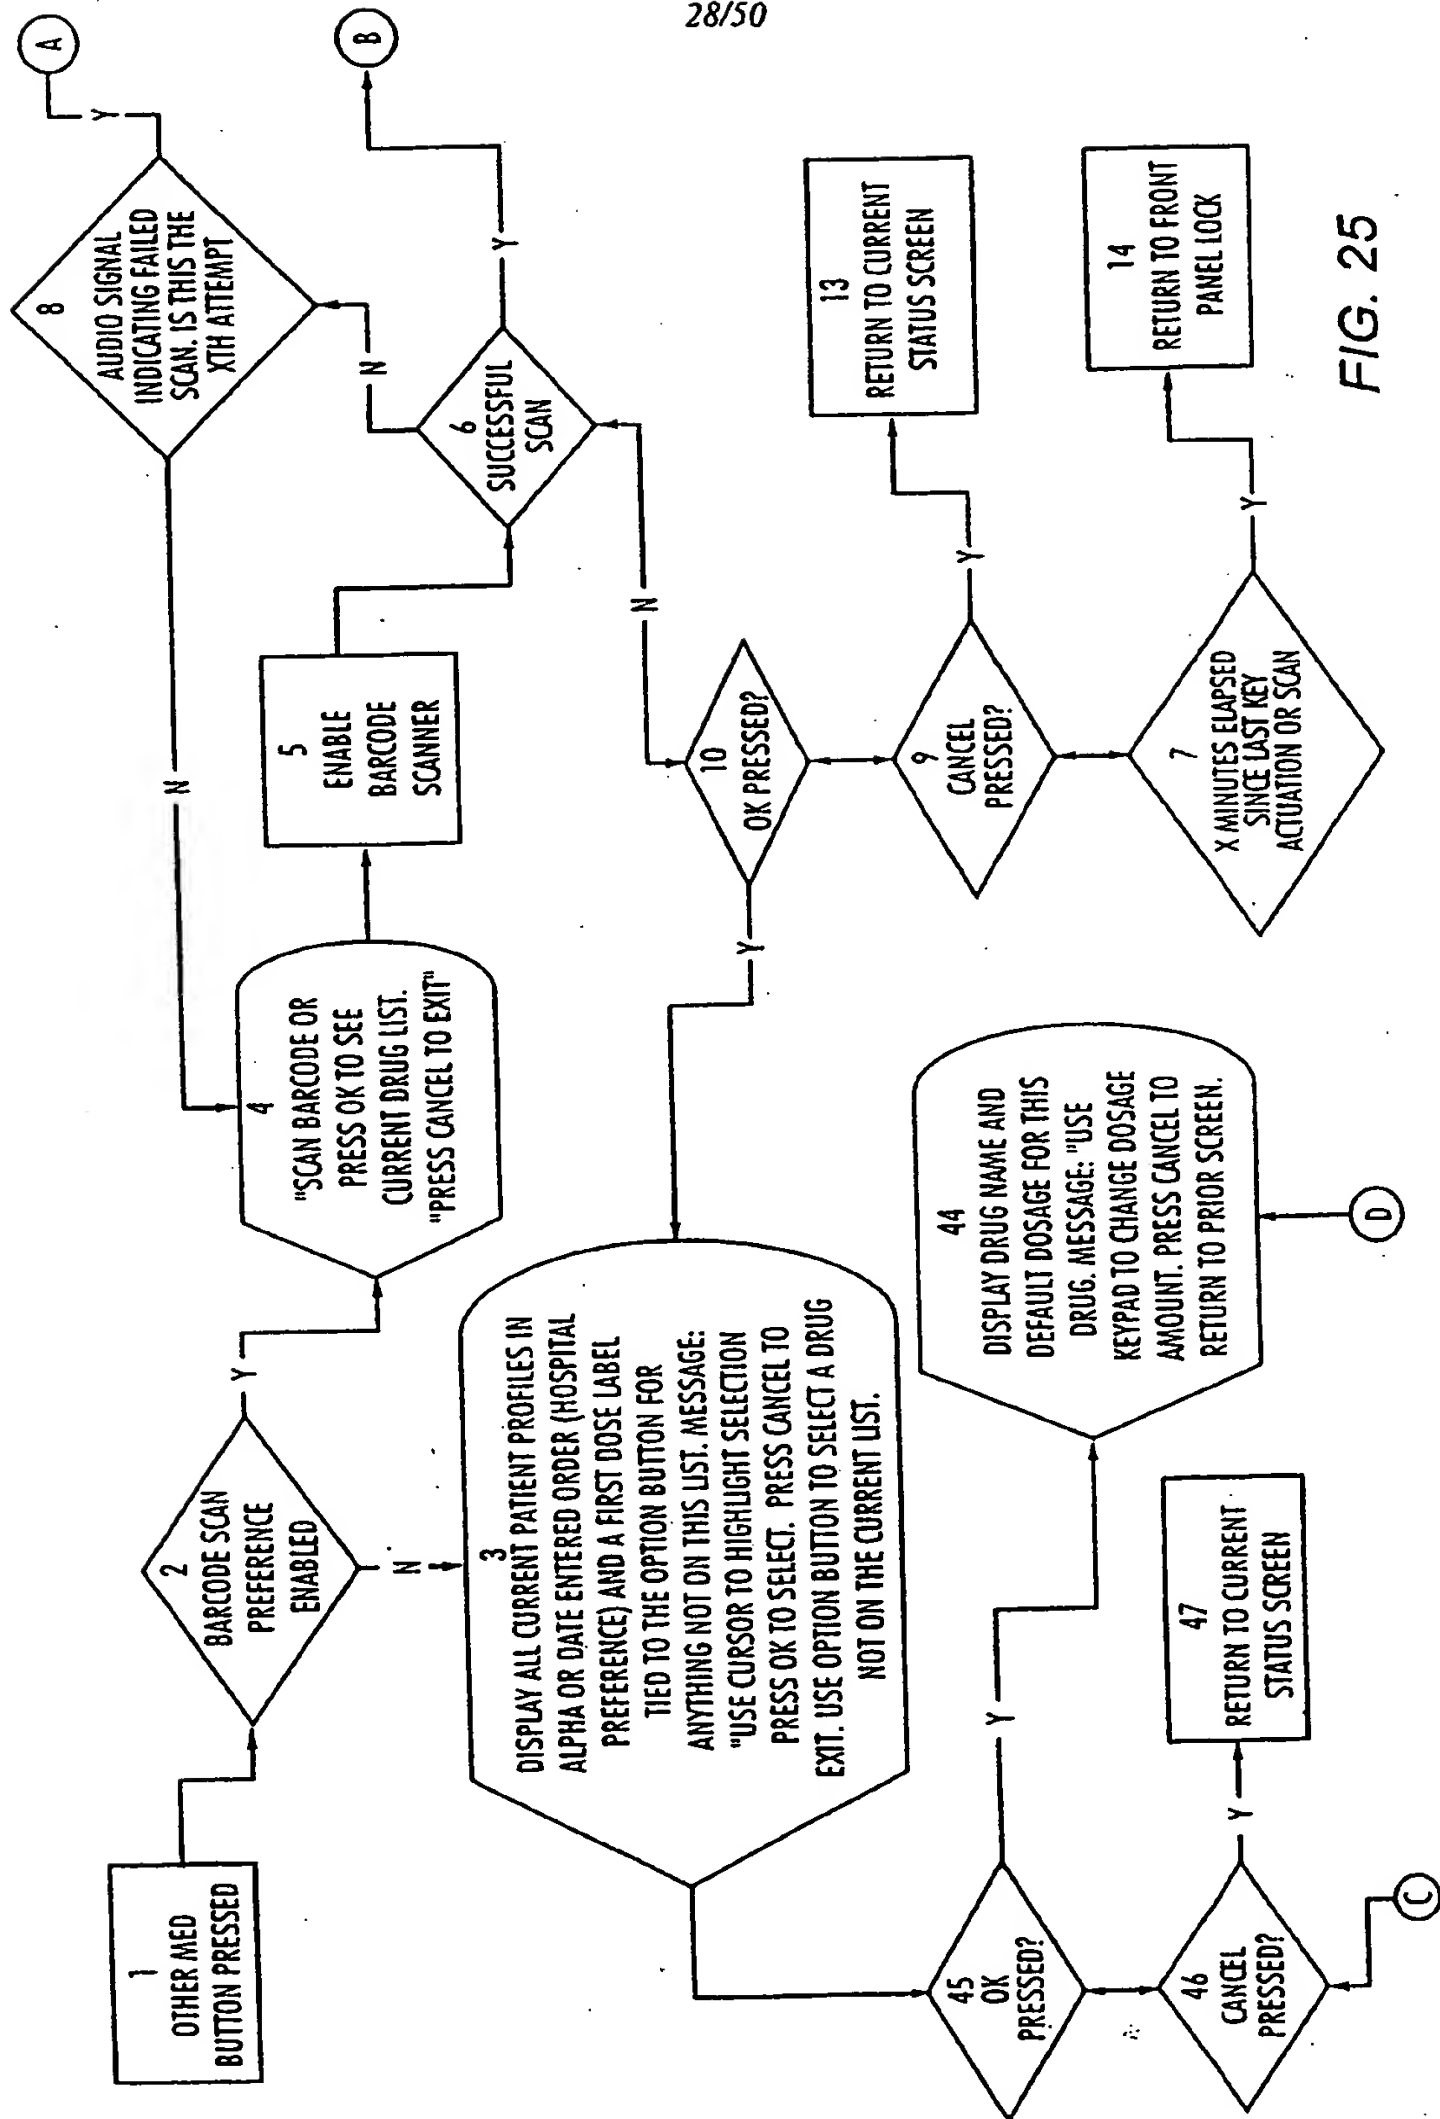 28/50
1
OTHER MED
BUTTON PRESSED
2
BARCODE SCAN
PREFERENCE
ENABLED
Y
N
4
"SCAN BARCODE OR
PRESS OK TO SEE
CURRENT DRUG LIST.
"PRESS CANCEL TO EXIT"
5
ENABLE
BARCODE
SCANNER
6
SUCCESSFUL
SCAN
Y
N
8
AUDIO SIGNAL
INDICATING FAILED
SCAN. IS THIS THE
XTH ATTEMPT
Y
N
A
B
3
DISPLAY ALL CURRENT PATIENT PROFILES IN
ALPHA OR DATE ENTERED ORDER (HOSPITAL
PREFERENCE) AND A FIRST DOSE LABEL
TIED TO THE OPTION BUTTON FOR
ANYTHING NOT ON THIS LIST. MESSAGE:
"USE CURSOR TO HIGHLIGHT SELECTION
PRESS OK TO SELECT. PRESS CANCEL TO
EXIT. USE OPTION BUTTON TO SELECT A DRUG
NOT ON THE CURRENT LIST.
N
10
OK PRESSED?
Y
9
CANCEL
PRESSED?
Y
13
RETURN TO CURRENT
STATUS SCREEN
7
X MINUTES ELAPSED
SINCE LAST KEY
ACTUATION OR SCAN
Y
14
RETURN TO FRONT
PANEL LOCK
45
OK
PRESSED?
Y
44
DISPLAY DRUG NAME AND
DEFAULT DOSAGE FOR THIS
DRUG. MESSAGE: "USE
KEYPAD TO CHANGE DOSAGE
AMOUNT. PRESS CANCEL TO
RETURN TO PRIOR SCREEN.
D
46
CANCEL
PRESSED?
Y
47
RETURN TO CURRENT
STATUS SCREEN
C
FIG. 25